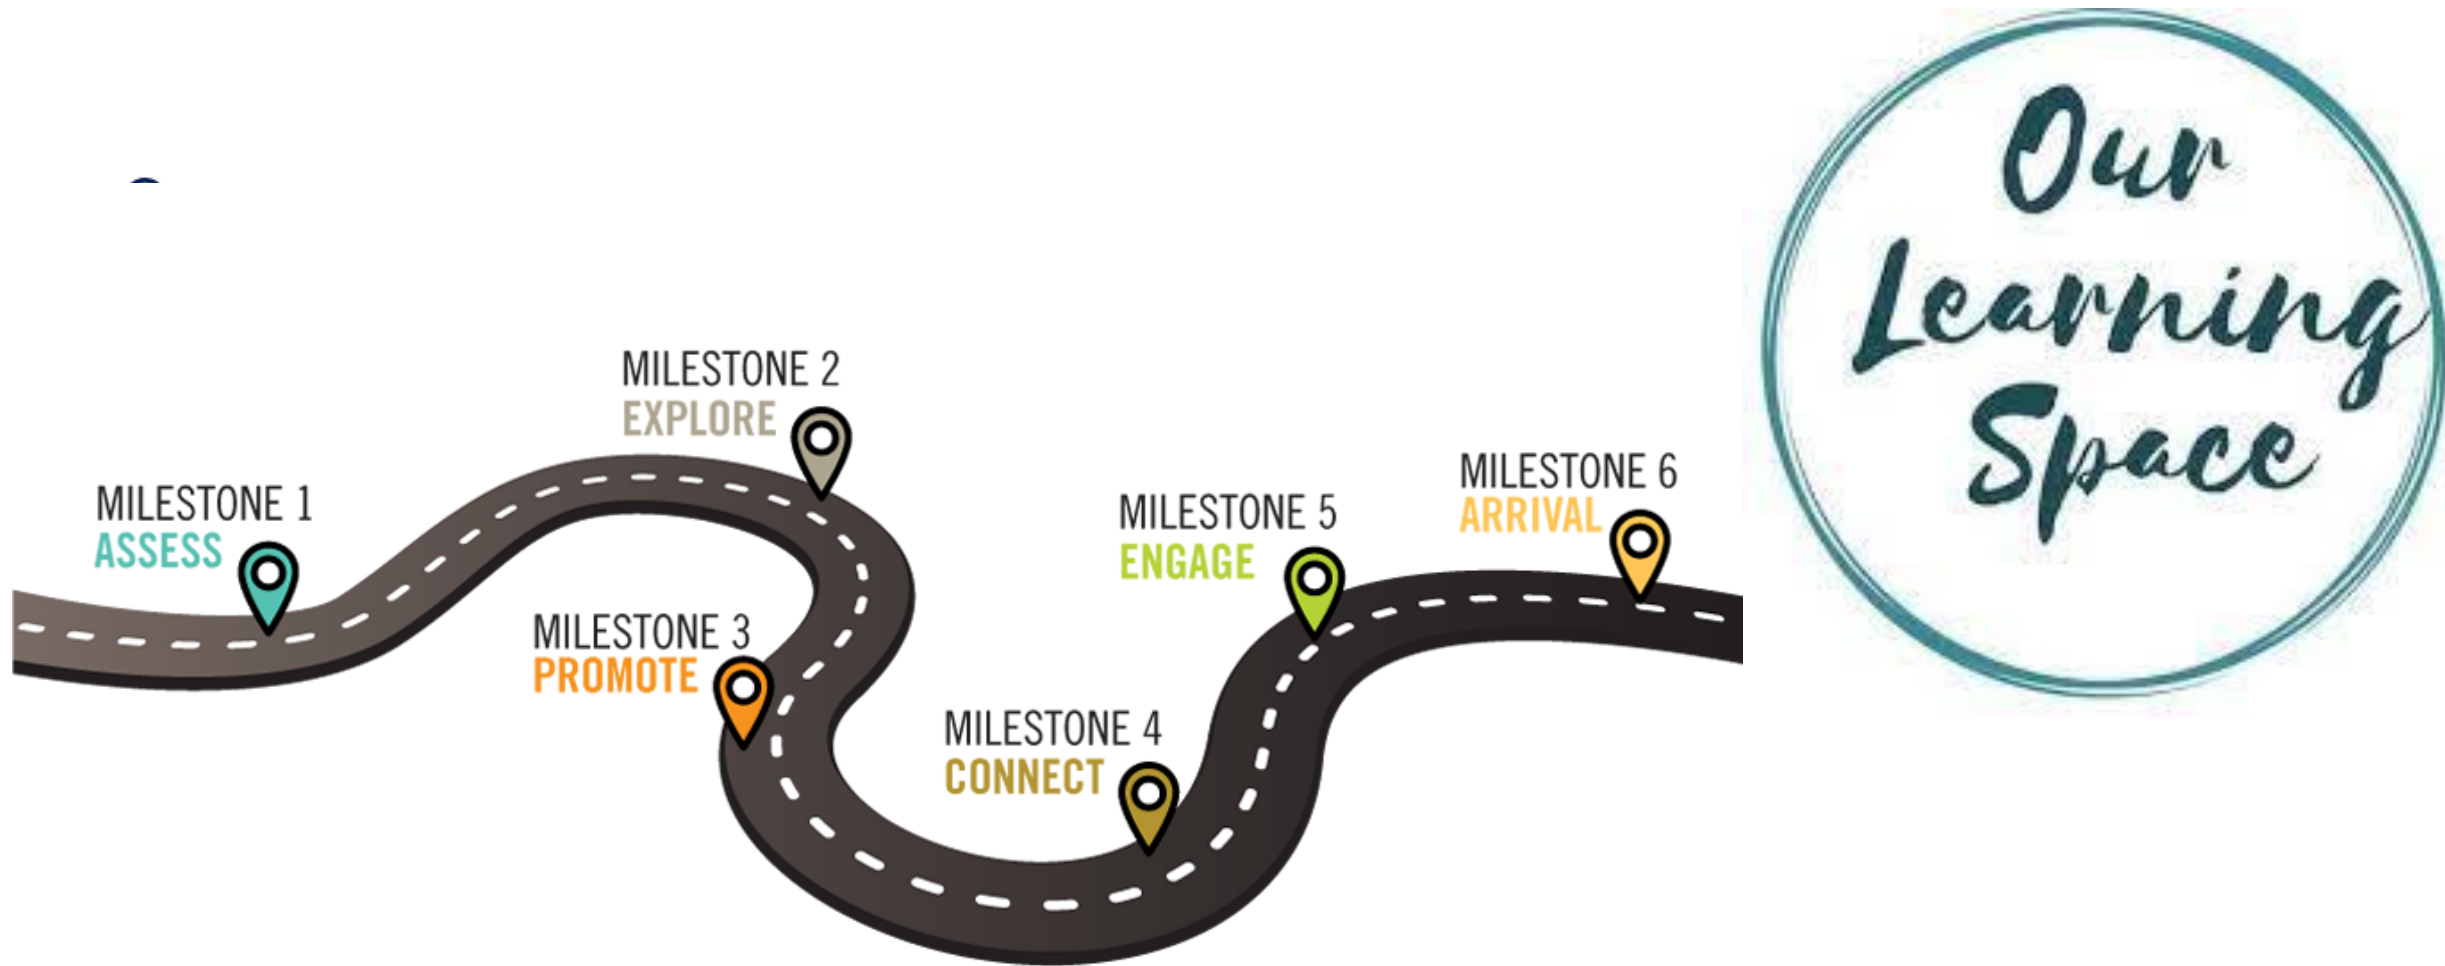 MILESTONE 1
ASSESS
MILESTONE 2
EXPLORE
MILESTONE 3
PROMOTE
MILESTONE 4
CONNECT
MILESTONE 5
ENGAGE
MILESTONE 6
ARRIVAL
Our
Learning
Space